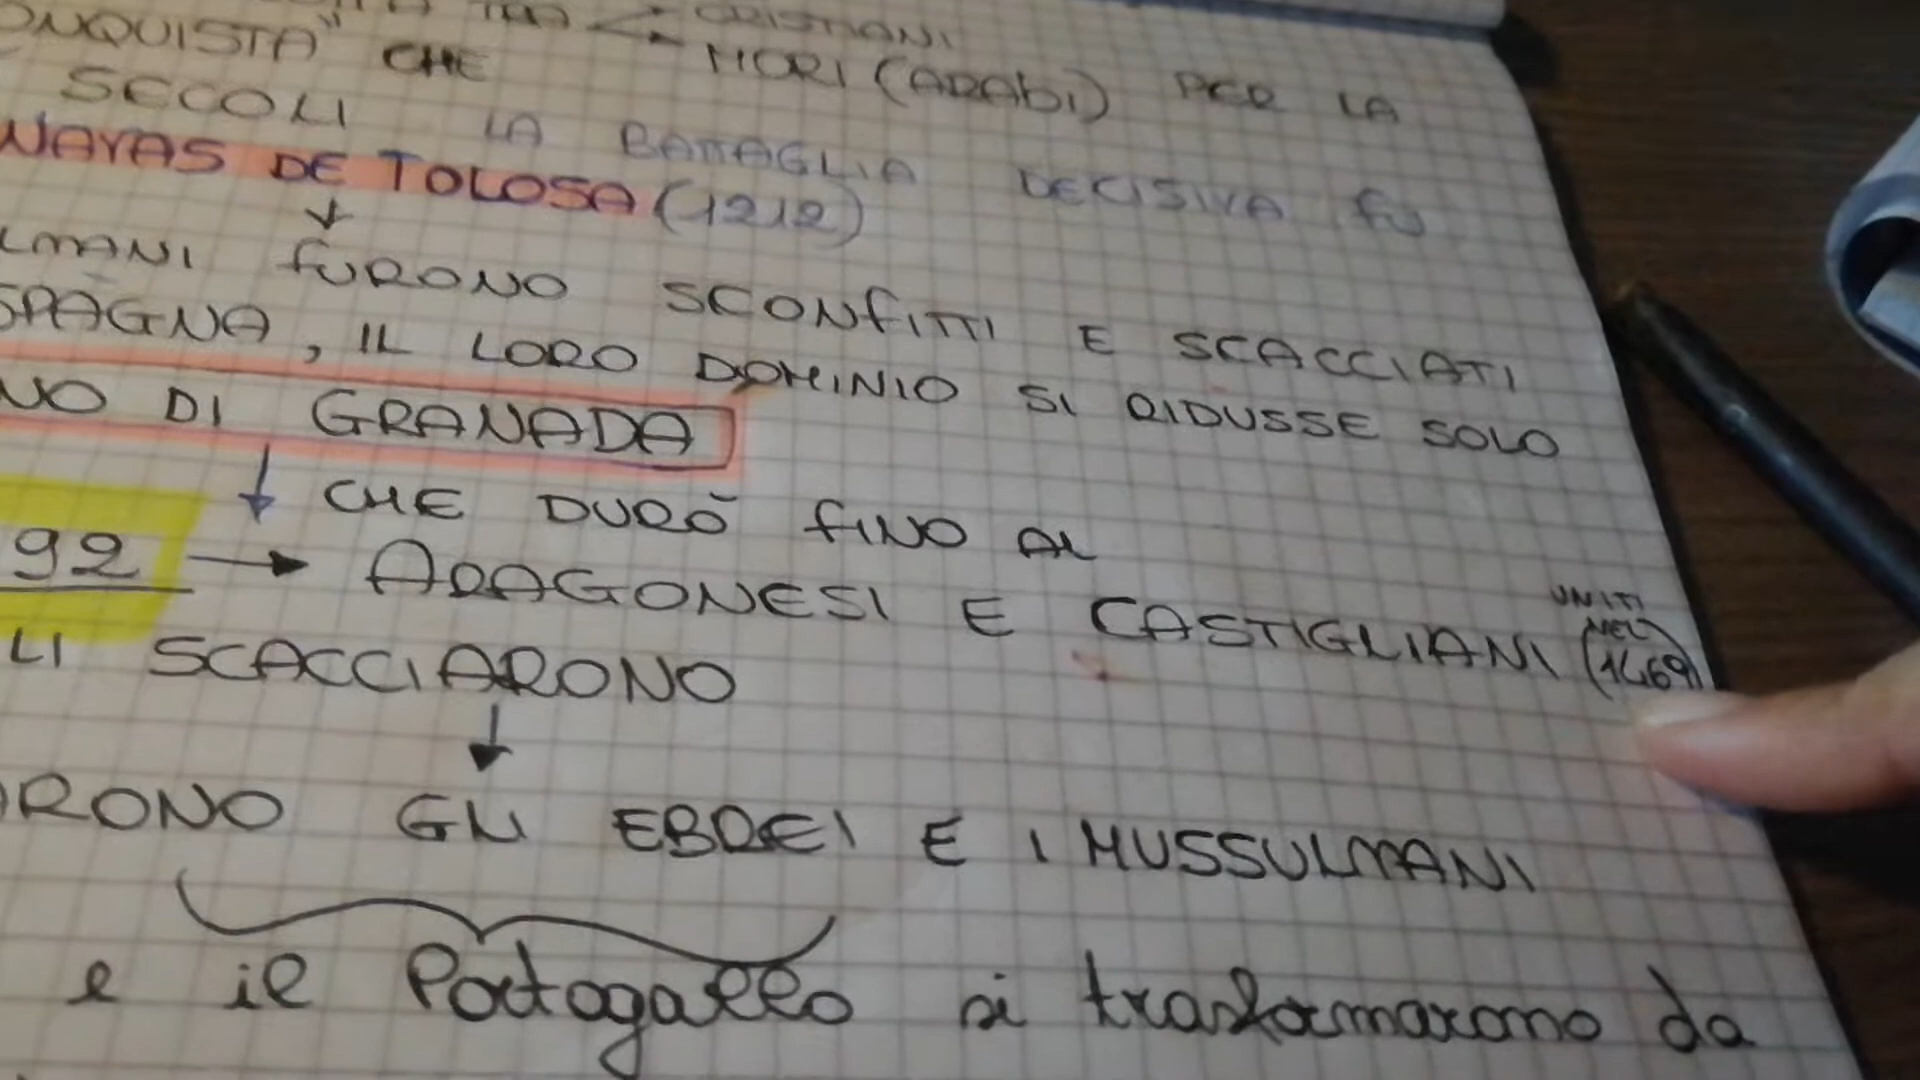 CRISTIANI
ONQUISTA" CHE MORI (ARAbI) PER LA
SECOLI LA BATTAGLIA DECISIVA fU
NAVAS DE TOLOSA (1212)
LMANI fURONO SCONfITTI E SCACCIATI
SPAGNA, IL LORO DOMINIO SI RIDUSSE SOLO
NO DI GRANADA
CHE DURÒ fINO AL
92 → ARAGONESI E CASTIGLIANI (UNITI NEL 1469)
LI SCACCIARONO
RONO GLI EBREI E I MUSSULMANI
e il Portogallo si trasformarono da